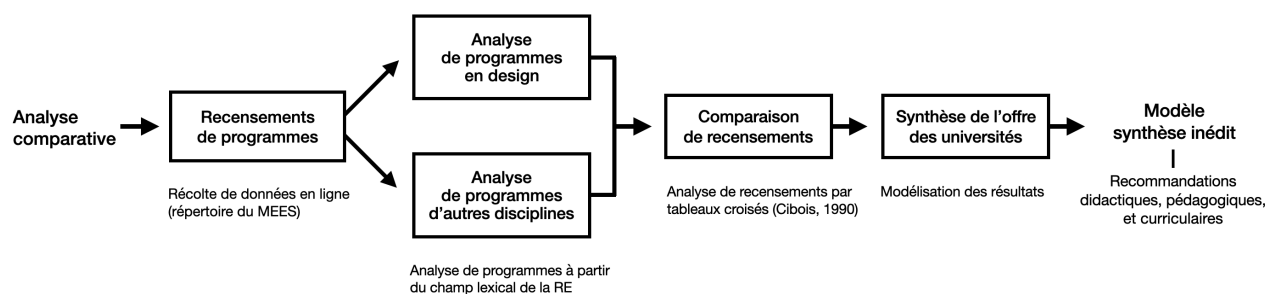 Analyse
comparative
Recensements
de programmes
Récolte de données en ligne
(répertoire du MEES)
Analyse
de programmes
en design
Analyse
de programmes
d'autres disciplines
Analyse de programmes à partir
du champ lexical de la RE
Comparaison
de recensements
Analyse de recensements par
tableaux croisés (Cibois, 1990)
Synthèse de l'offre
des universités
Modélisation des résultats
Modèle
synthèse inédit
Recommandations
didactiques, pédagogiques,
et curriculaires